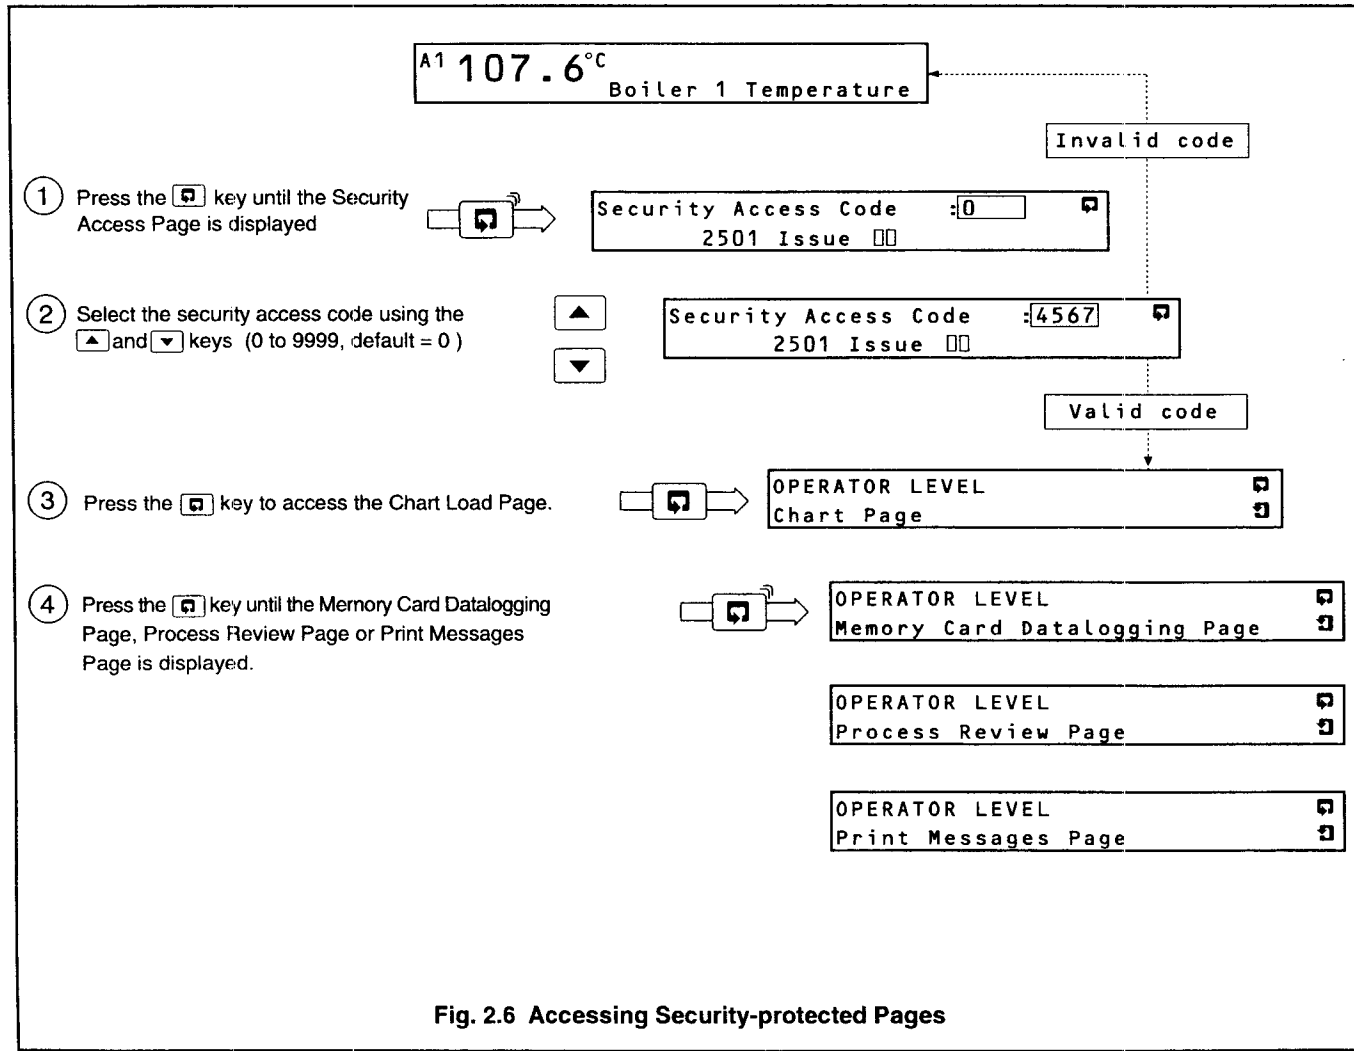 A1 107.6°C
Boiler 1 Temperature
Invalid code
1 Press the key until the Security
Access Page is displayed
Security Access Code :0
2501 Issue
2 Select the security access code using the
and keys (0 to 9999, default = 0 )
Security Access Code :4567
2501 Issue
Valid code
3 Press the key to access the Chart Load Page.
OPERATOR LEVEL
Chart Page
4 Press the key until the Memory Card Datalogging
Page, Process Review Page or Print Messages
Page is displayed.
OPERATOR LEVEL
Memory Card Datalogging Page
OPERATOR LEVEL
Process Review Page
OPERATOR LEVEL
Print Messages Page
Fig. 2.6 Accessing Security-protected Pages